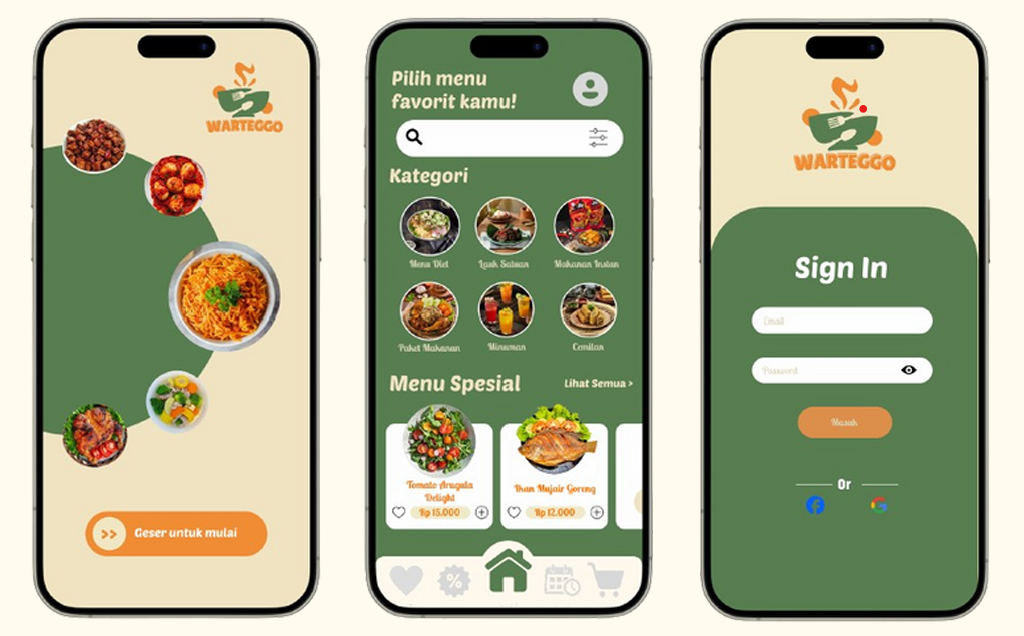 WARTEGGO
Geser untuk mulai
Pilih menu
favorit kamu!
Kategori
Menu Diet
Lauk Satuan
Makanan Instan
Paket Makanan
Minuman
Cemilan
Menu Spesial
Lihat Semua >
Tomato Arugula
Delight
Rp 15.000
Ikan Mujair Goreng
Rp 12.000
%
WARTEGGO
Sign In
Email
Password
Masuk
Or